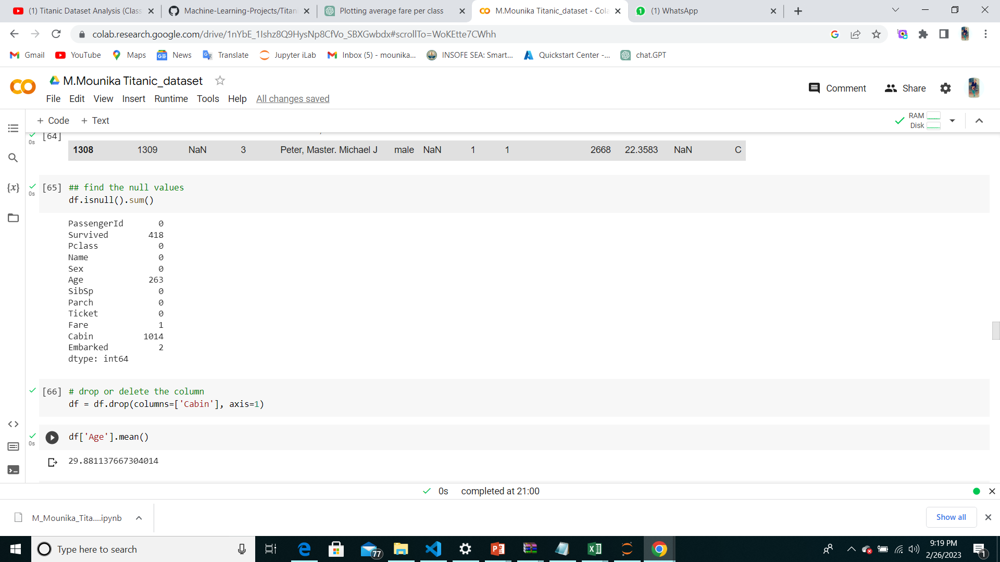 (1) Titanic Dataset Analysis (Class
Machine-Learning-Projects/Titani
Plotting average fare per class
M.Mounika Titanic_dataset - Cola
(1) WhatsApp
colab.research.google.com/drive/1nYbE_1Ishz8Q9HysNp8CfVo_SBXGwbdx#scrollTo=WoKEtte7CWhh
Gmail YouTube Maps News Translate Jupyter iLab Inbox (5) - mounika... INSOFE SEA: Smart... Quickstart Center -... chat.GPT
M.Mounika Titanic_dataset
Comment Share
File Edit View Insert Runtime Tools Help All changes saved
+ Code + Text
RAM
Disk
[64]
0s
1308 1309 NaN 3 Peter, Master. Michael J male NaN 1 1 2668 22.3583 NaN C
[65] ## find the null values
0s
df.isnull().sum()
PassengerId 0
Survived 418
Pclass 0
Name 0
Sex 0
Age 263
SibSp 0
Parch 0
Ticket 0
Fare 1
Cabin 1014
Embarked 2
dtype: int64
[66] # drop or delete the column
df = df.drop(columns=['Cabin'], axis=1)
df['Age'].mean()
0s
29.881137667304014
0s completed at 21:00
M_Mounika_Tita....ipynb
Show all
Type here to search
77
9:19 PM
2/26/2023
1